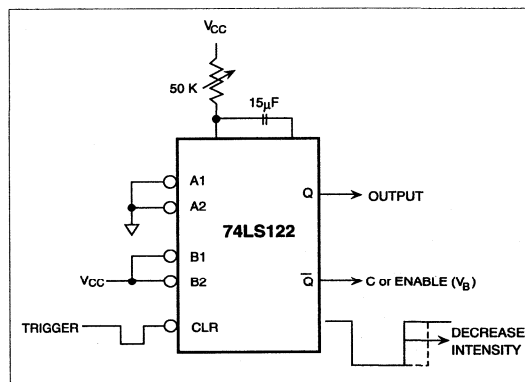 VCC
50 K
15µF
A1
A2
Q
OUTPUT
74LS122
B1
VCC
B2
Q̅
C or ENABLE (VB)
TRIGGER
CLR
DECREASE
INTENSITY